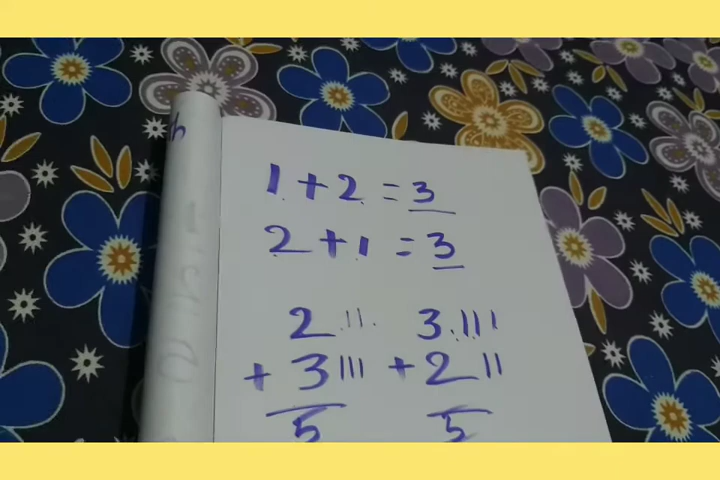 1 + 2 = 3
2 + 1 = 3
2 || 3 |||
+ 3 ||| + 2 ||
5 5